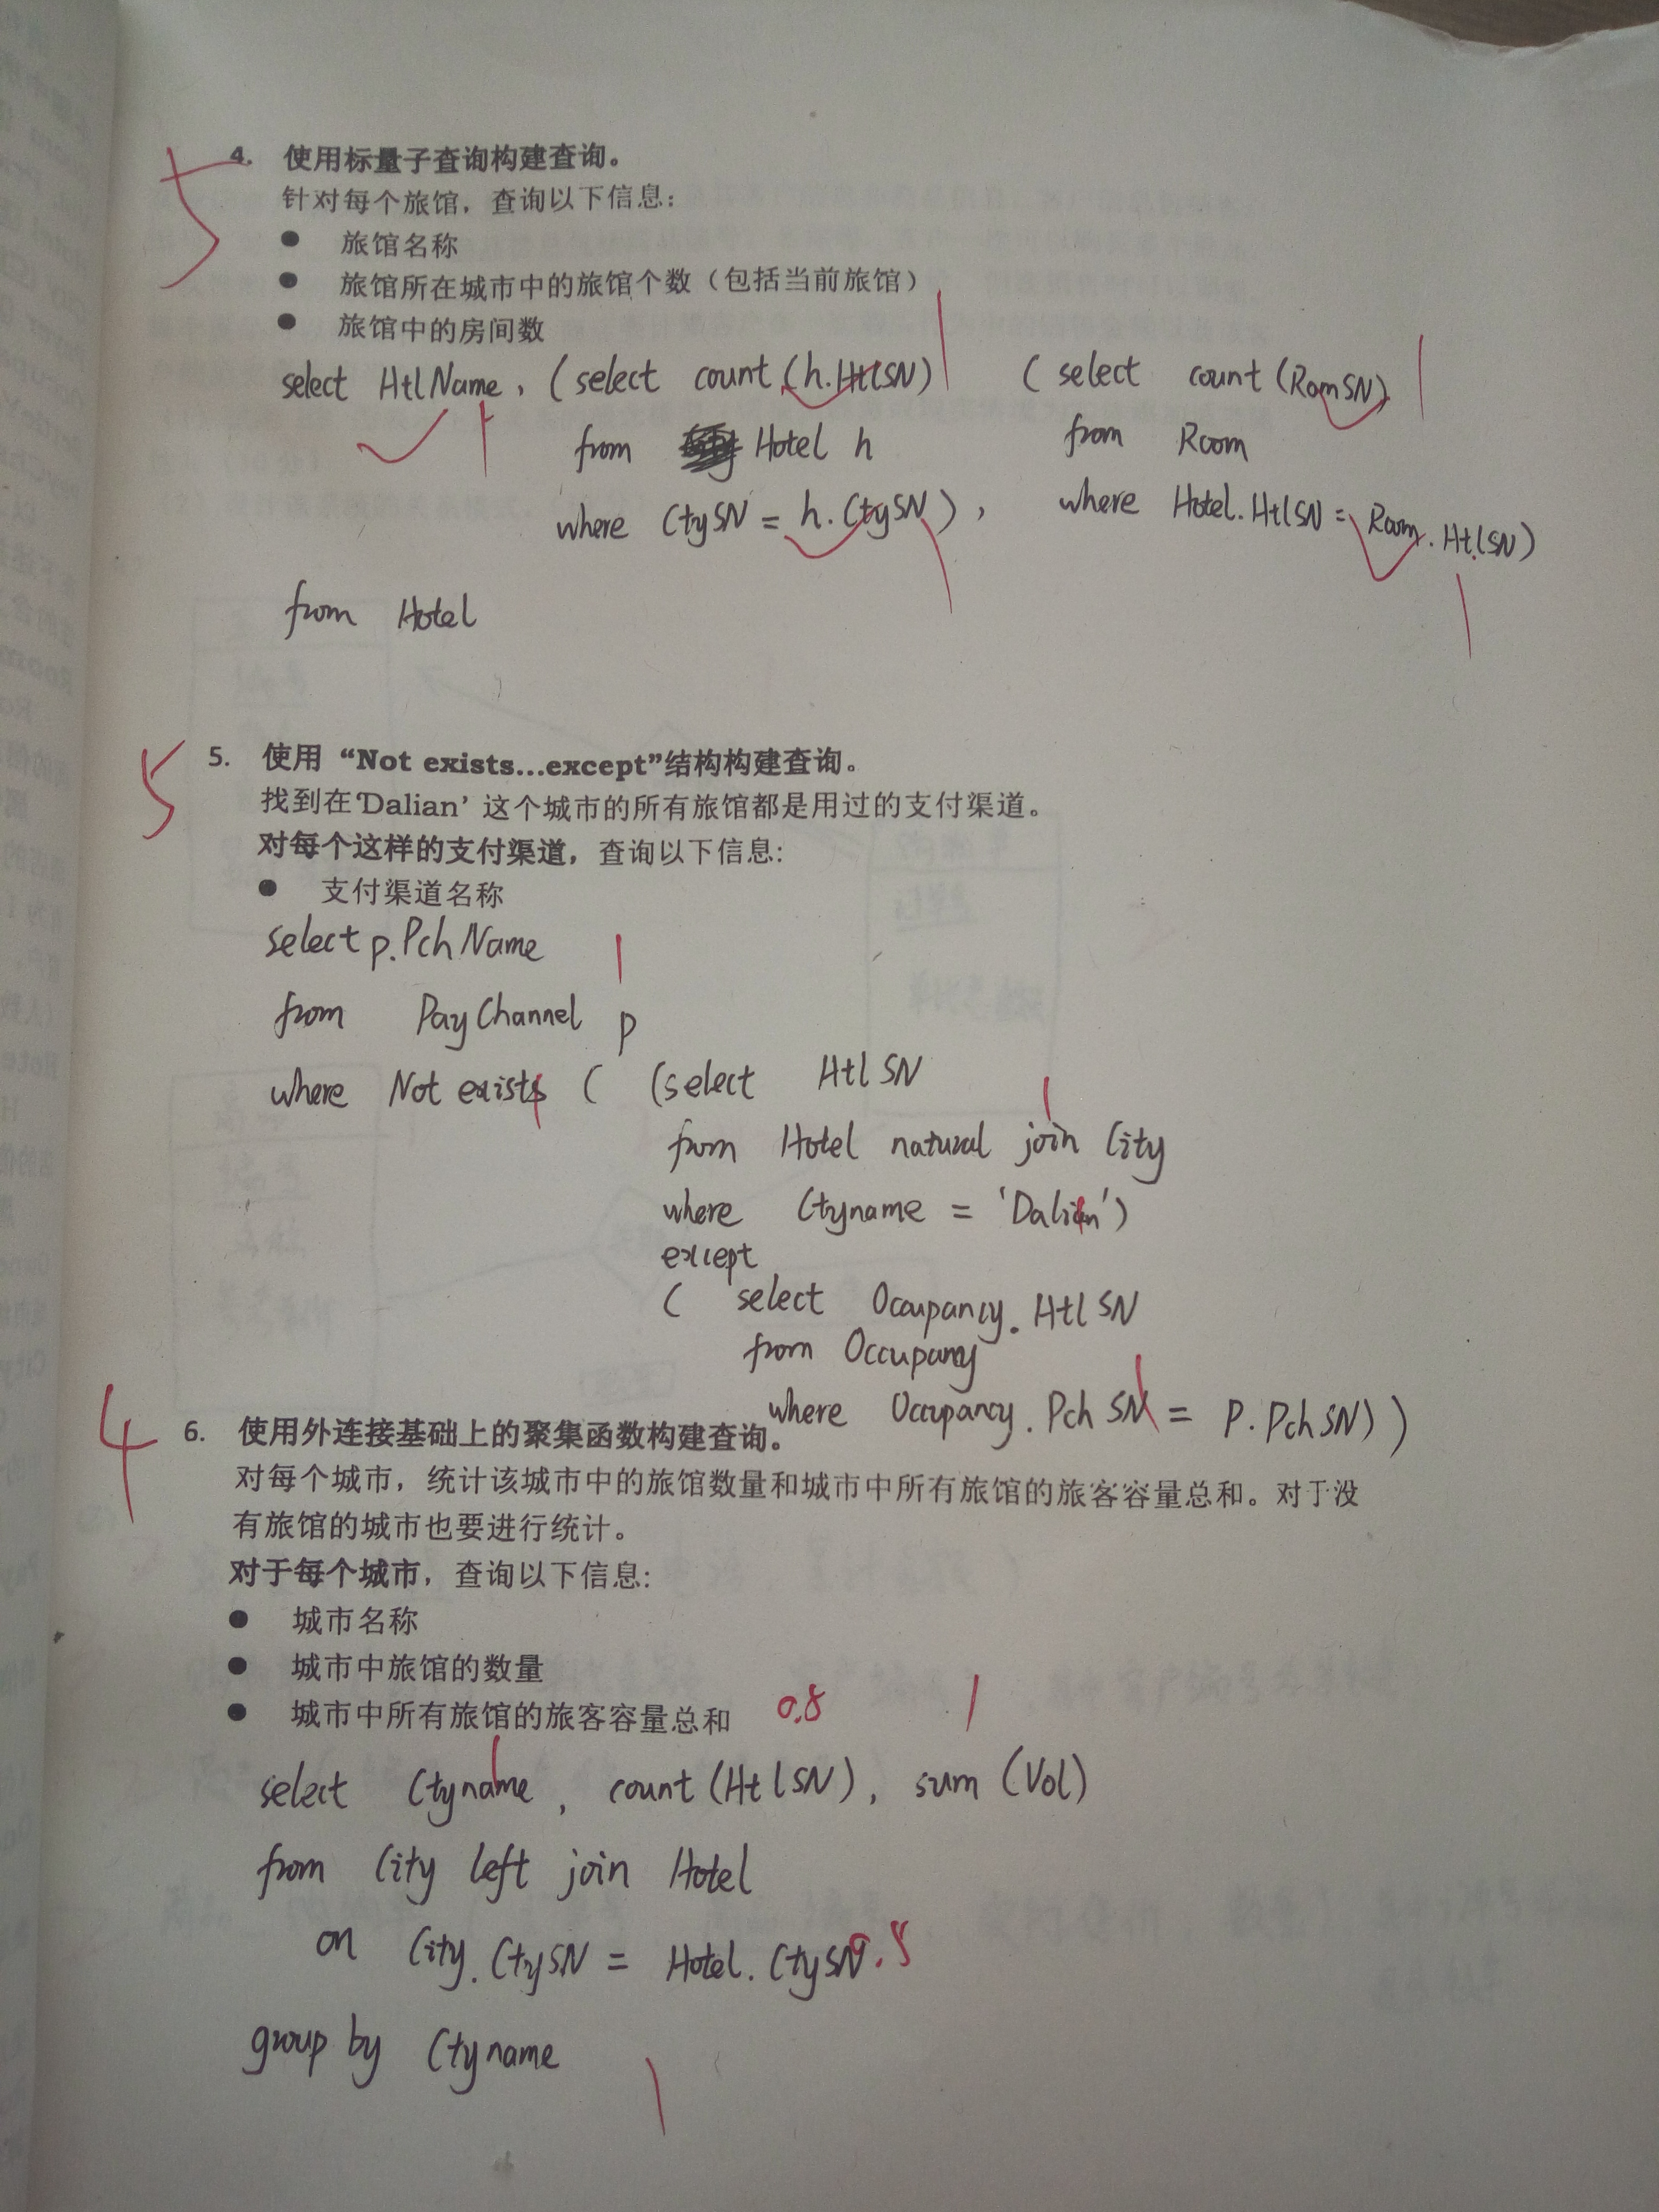 5
4. 使用标量子查询构建查询。
针对每个旅馆，查询以下信息：
● 旅馆名称
● 旅馆所在城市中的旅馆个数（包括当前旅馆）
● 旅馆中的房间数
select HtlName , ( select count (h.HtlSN) ( select count (RomSN)
from Hotel h from Room
where CtySN = h.CtySN ) , where Hotel.HtlSN = Room.HtlSN)
from Hotel
5
5. 使用 “Not exists…except”结构构建查询。
找到在‘Dalian’ 这个城市的所有旅馆都是用过的支付渠道。
对每个这样的支付渠道，查询以下信息：
● 支付渠道名称
select p.PchName
from PayChannel p
where Not exists ( (select HtlSN
from Hotel natural join City
where Ctyname = 'Dalian')
except
( select Occupancy.HtlSN
from Occupancy
where Occupancy.PchSN = P.PchSN) )
4
6. 使用外连接基础上的聚集函数构建查询。
对每个城市，统计该城市中的旅馆数量和城市中所有旅馆的旅客容量总和。对于没
有旅馆的城市也要进行统计。
对于每个城市，查询以下信息：
● 城市名称
● 城市中旅馆的数量
● 城市中所有旅馆的旅客容量总和
0.8 1
select Ctyname , count (HtlSN) , sum (Vol)
from City left join Hotel
on City.CtySN = Hotel.CtySN
group by Ctyname